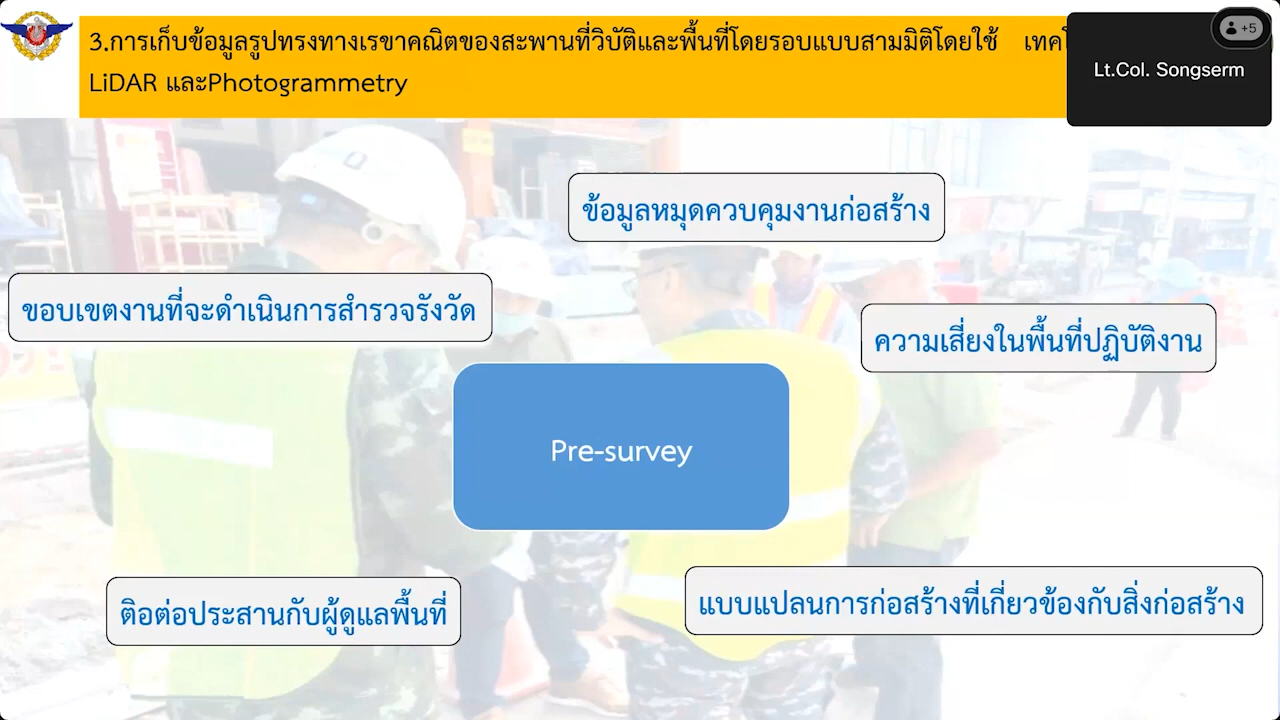 3.การเก็บข้อมูลรูปทรงทางเรขาคณิตของสะพานที่วิบัติและพื้นที่โดยรอบแบบสามมิติโดยใช้
LiDAR และPhotogrammetry
+5
Lt.Col. Songserm
ข้อมูลหมุดควบคุมงานก่อสร้าง
ขอบเขตงานที่จะดำเนินการสำรวจรังวัด
ความเสี่ยงในพื้นที่ปฏิบัติงาน
Pre-survey
ติอต่อประสานกับผู้ดูแลพื้นที่
แบบแปลนการก่อสร้างที่เกี่ยวข้องกับสิ่งก่อสร้าง